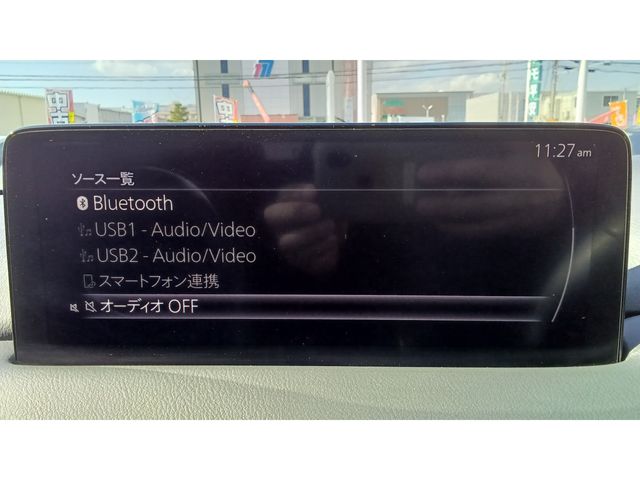 11:27 am
ソース一覧
Bluetooth
USB1 - Audio/Video
USB2 - Audio/Video
スマートフォン連携
オーディオ OFF